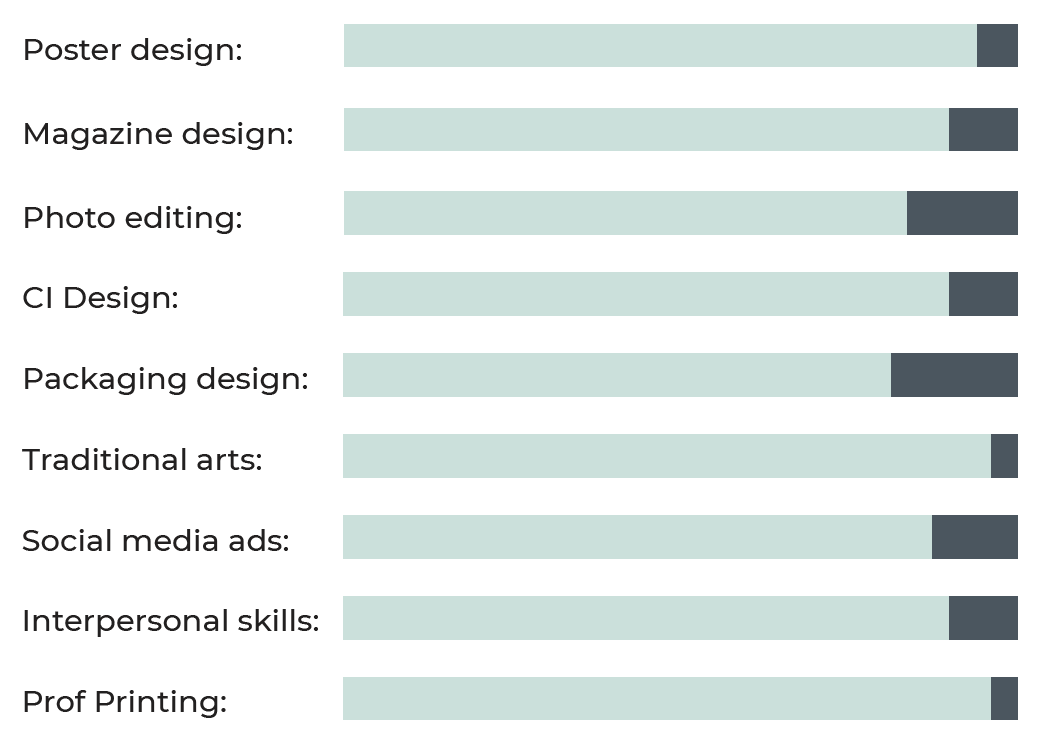 Poster design:
Magazine design:
Photo editing:
CI Design:
Packaging design:
Traditional arts:
Social media ads:
Interpersonal skills:
Prof Printing: